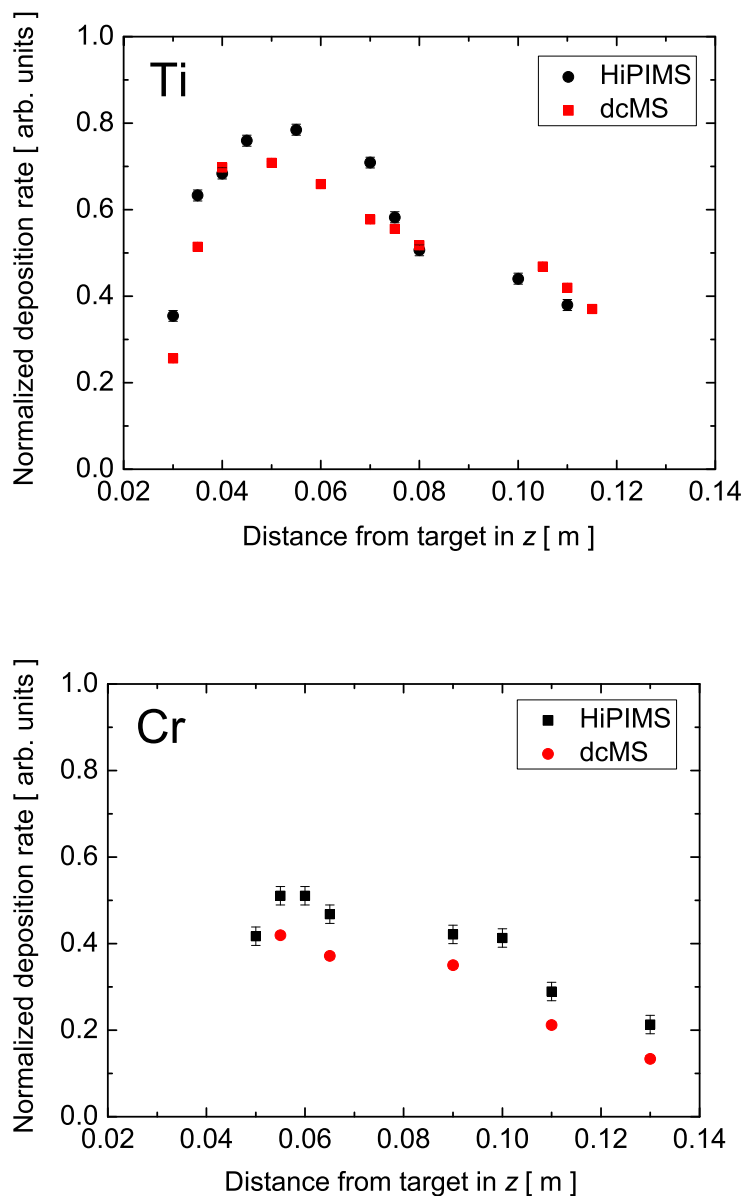 1.0
Ti
HiPIMS
dcMS
0.8
0.6
0.4
0.2
0.0
0.02 0.04 0.06 0.08 0.10 0.12 0.14
Normalized deposition rate [ arb. units ]
Distance from target in z [ m ]
1.0
Cr
HiPIMS
dcMS
0.8
0.6
0.4
0.2
0.0
0.02 0.04 0.06 0.08 0.10 0.12 0.14
Normalized deposition rate [ arb. units ]
Distance from target in z [ m ]